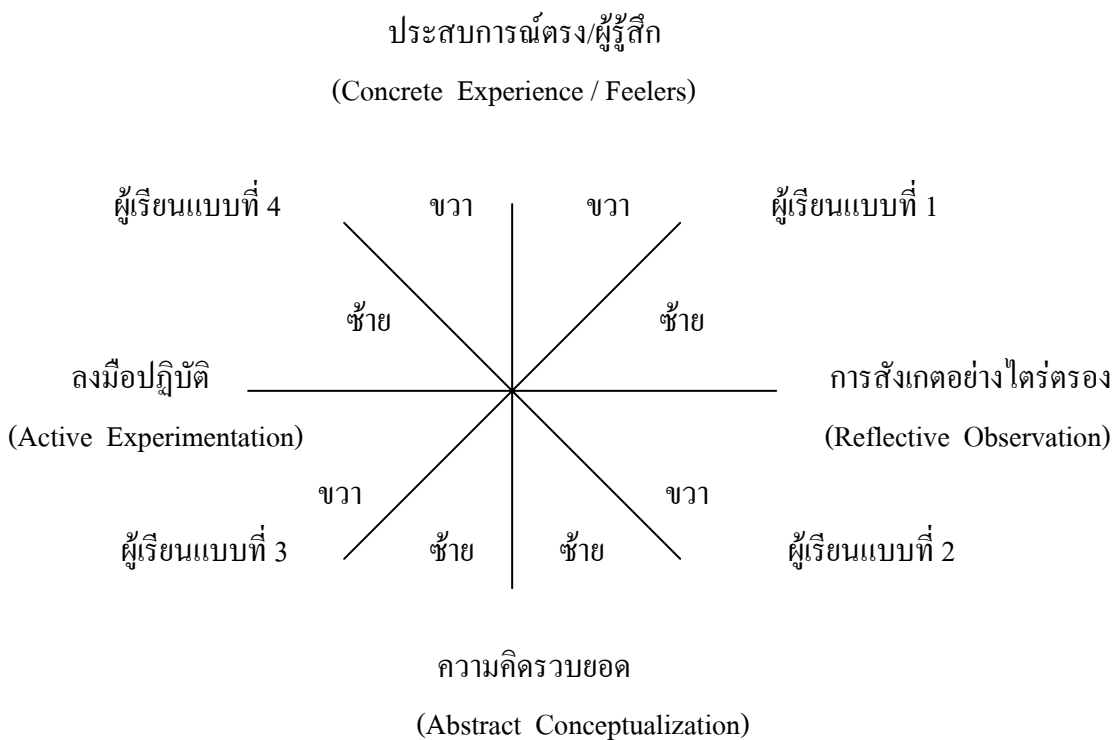 ประสบการณ์ตรง/ผู้รู้สึก
(Concrete Experience / Feelers)
ผู้เรียนแบบที่ 4 ขวา ขวา ผู้เรียนแบบที่ 1
ซ้าย ซ้าย
ลงมือปฏิบัติ การสังเกตอย่างไตร่ตรอง
(Active Experimentation) (Reflective Observation)
ขวา ขวา
ผู้เรียนแบบที่ 3 ซ้าย ซ้าย ผู้เรียนแบบที่ 2
ความคิดรวบยอด
(Abstract Conceptualization)